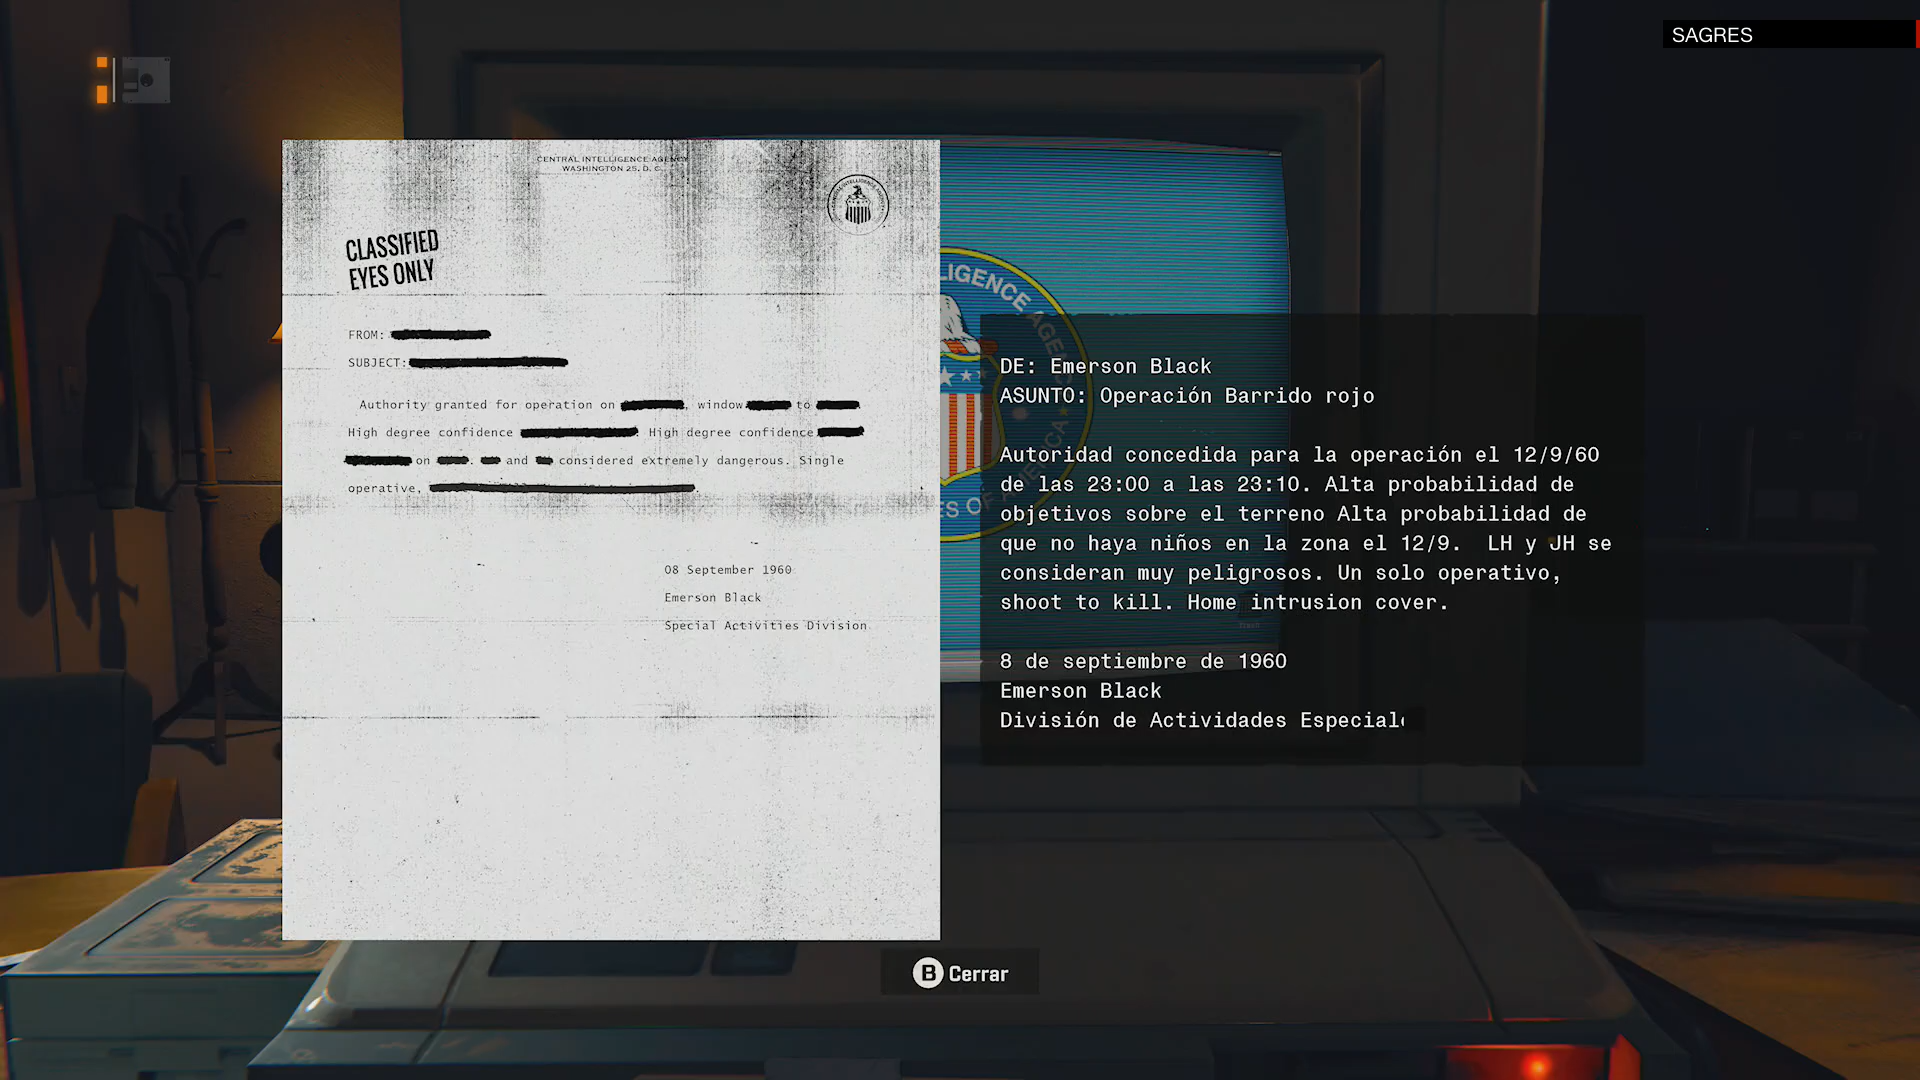 SAGRES
CENTRAL INTELLIGENCE AGENCY
WASHINGTON 25, D. C.
CLASSIFIED
EYES ONLY
FROM:
SUBJECT:
Authority granted for operation on , window to
High degree confidence . High degree confidence
on . and considered extremely dangerous. Single
operative,
08 September 1960
Emerson Black
Special Activities Division
LIGENCE AGENCY
ES OF AMERICA
DE: Emerson Black
ASUNTO: Operación Barrido rojo
Autoridad concedida para la operación el 12/9/60
de las 23:00 a las 23:10. Alta probabilidad de
objetivos sobre el terreno Alta probabilidad de
que no haya niños en la zona el 12/9. LH y JH se
consideran muy peligrosos. Un solo operativo,
shoot to kill. Home intrusion cover.
8 de septiembre de 1960
Emerson Black
División de Actividades Especial
B Cerrar